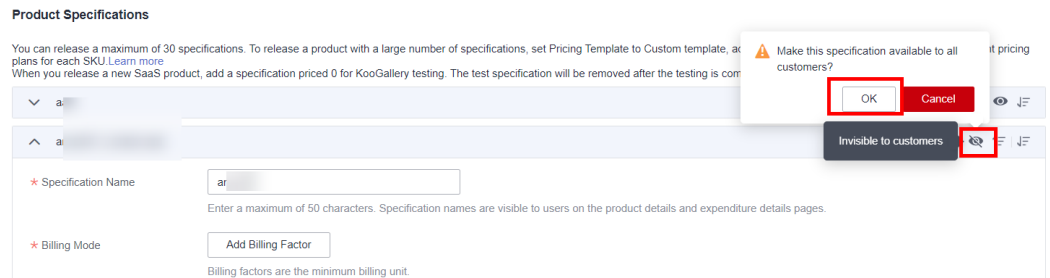 Product Specifications
You can release a maximum of 30 specifications. To release a product with a large number of specifications, set Pricing Template to Custom template,
nt pricing
plans for each SKU.Learn more
When you release a new SaaS product, add a specification priced 0 for KooGallery testing. The test specification will be removed after the testing is
Make this specification available to all
customers?
OK
Cancel
Invisible to customers
Specification Name
Enter a maximum of 50 characters. Specification names are visible to users on the product details and expenditure details pages.
Billing Mode
Add Billing Factor
Billing factors are the minimum billing unit.